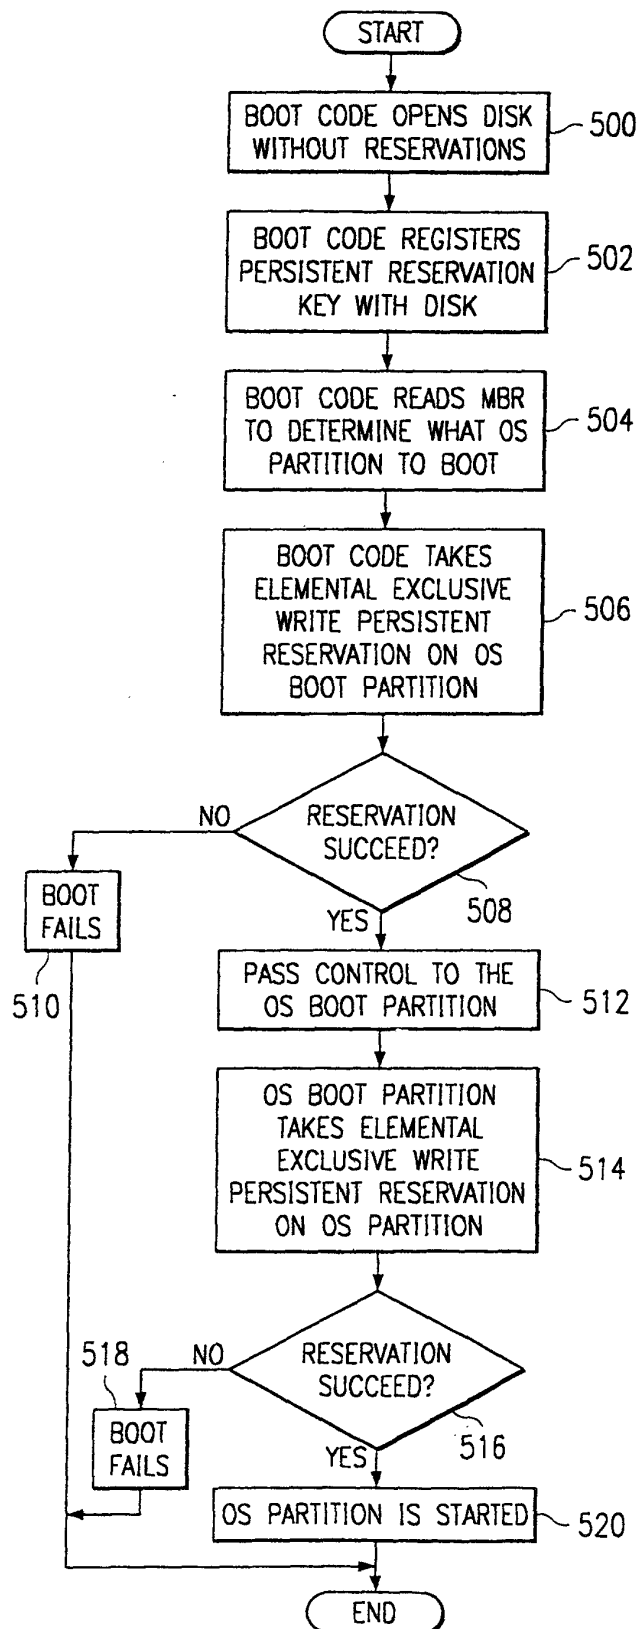 START
BOOT CODE OPENS DISK
WITHOUT RESERVATIONS
500
BOOT CODE REGISTERS
PERSISTENT RESERVATION
KEY WITH DISK
502
BOOT CODE READS MBR
TO DETERMINE WHAT OS
PARTITION TO BOOT
504
BOOT CODE TAKES
ELEMENTAL EXCLUSIVE
WRITE PERSISTENT
RESERVATION ON OS
BOOT PARTITION
506
RESERVATION
SUCCEED?
508
NO
BOOT
FAILS
510
YES
PASS CONTROL TO THE
OS BOOT PARTITION
512
OS BOOT PARTITION
TAKES ELEMENTAL
EXCLUSIVE WRITE
PERSISTENT RESERVATION
ON OS PARTITION
514
RESERVATION
SUCCEED?
516
NO
518
BOOT
FAILS
YES
OS PARTITION IS STARTED
520
END